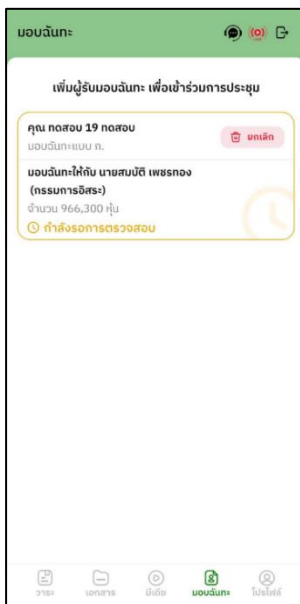 มอบฉันทะ
เพิ่มผู้รับมอบฉันทะ เพื่อเข้าร่วมการประชุม
คุณ ทดสอบ 19 ทดสอบ
ยกเลิก
มอบฉันทะแบบ ก.
มอบฉันทะให้กับ นายสมบัติ เพชรทอง
(กรรมการอิสระ)
จำนวน 966,300 หุ้น
กำลังรอการตรวจสอบ
วาระ เอกสาร มีเดีย มอบฉันทะ โปรไฟล์